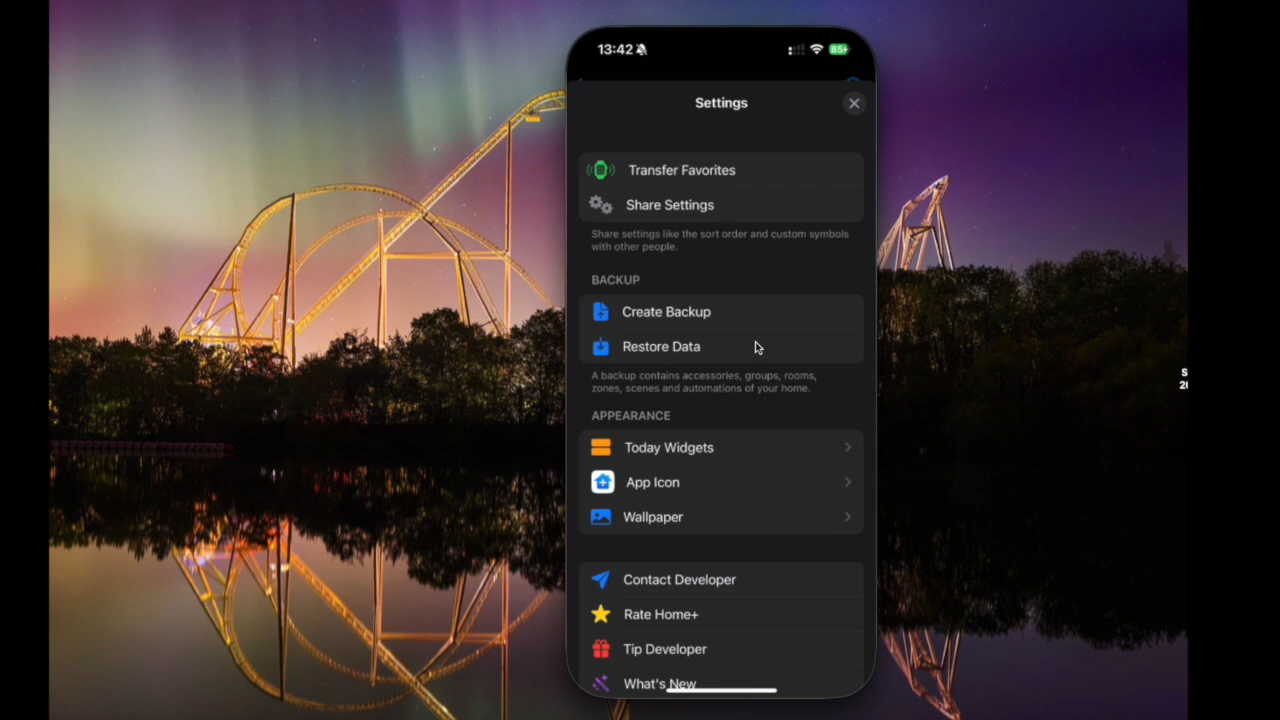 13:42
85+
Settings
Transfer Favorites
Share Settings
Share settings like the sort order and custom symbols
with other people.
BACKUP
Create Backup
Restore Data
A backup contains accessories, groups, rooms,
zones, scenes and automations of your home.
APPEARANCE
Today Widgets
App Icon
Wallpaper
Contact Developer
Rate Home+
Tip Developer
What's New